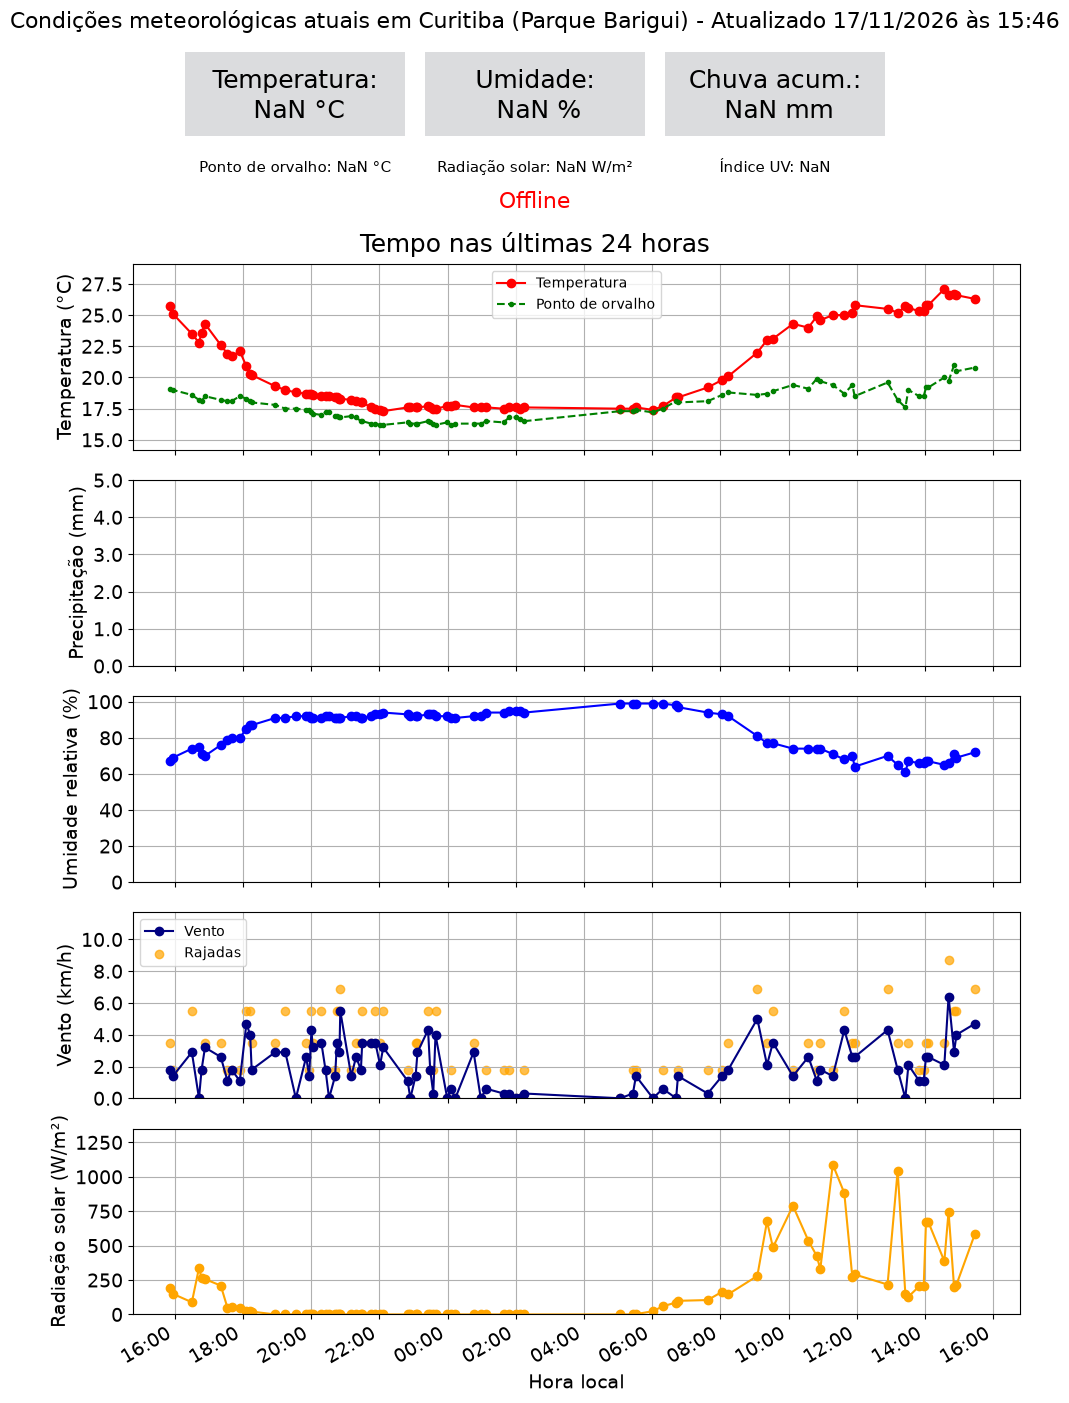 Condições meteorológicas atuais em Curitiba (Parque Barigui) - Atualizado 17/11/2026 às 15:46
Temperatura:
NaN °C
Umidade:
NaN %
Chuva acum.:
NaN mm
Ponto de orvalho: NaN °C
Radiação solar: NaN W/m²
Índice UV: NaN
Offline
Tempo nas últimas 24 horas
Temperatura (°C)
27.5
25.0
22.5
20.0
17.5
15.0
Temperatura
Ponto de orvalho
Precipitação (mm)
5.0
4.0
3.0
2.0
1.0
0.0
Umidade relativa (%)
100
80
60
40
20
0
Vento (km/h)
10.0
8.0
6.0
4.0
2.0
0.0
Vento
Rajadas
Radiação solar (W/m²)
1250
1000
750
500
250
0
16:00
18:00
20:00
22:00
00:00
02:00
04:00
06:00
08:00
10:00
12:00
14:00
16:00
Hora local